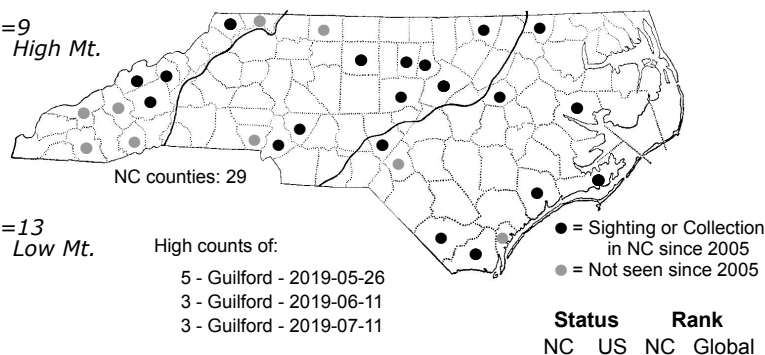 =9
High Mt.
NC counties: 29
=13
Low Mt.
High counts of:
5 - Guilford - 2019-05-26
3 - Guilford - 2019-06-11
3 - Guilford - 2019-07-11
● = Sighting or Collection
in NC since 2005
● = Not seen since 2005
Status Rank
NC US NC Global